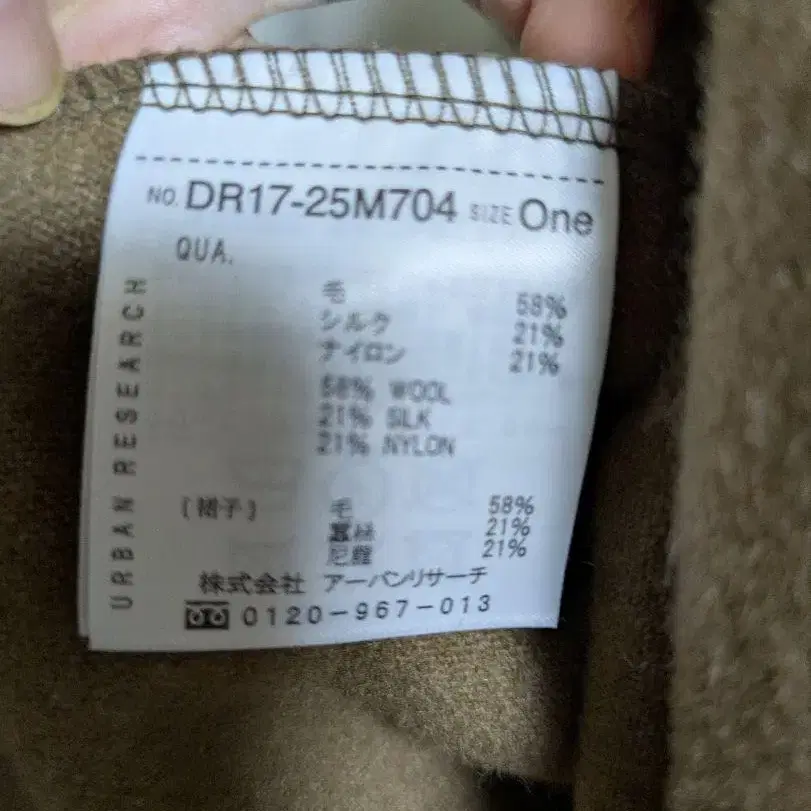 NO. DR17-25M704 SIZE One
QUA.
毛 58%
シルク 21%
ナイロン 21%
58% WOOL
21% SILK
21% NYLON
[裙子] 毛 58%
蚕絲 21%
尼龍 21%
株式会社 アーバンリサーチ
0120-967-013
URBAN RESEARCH